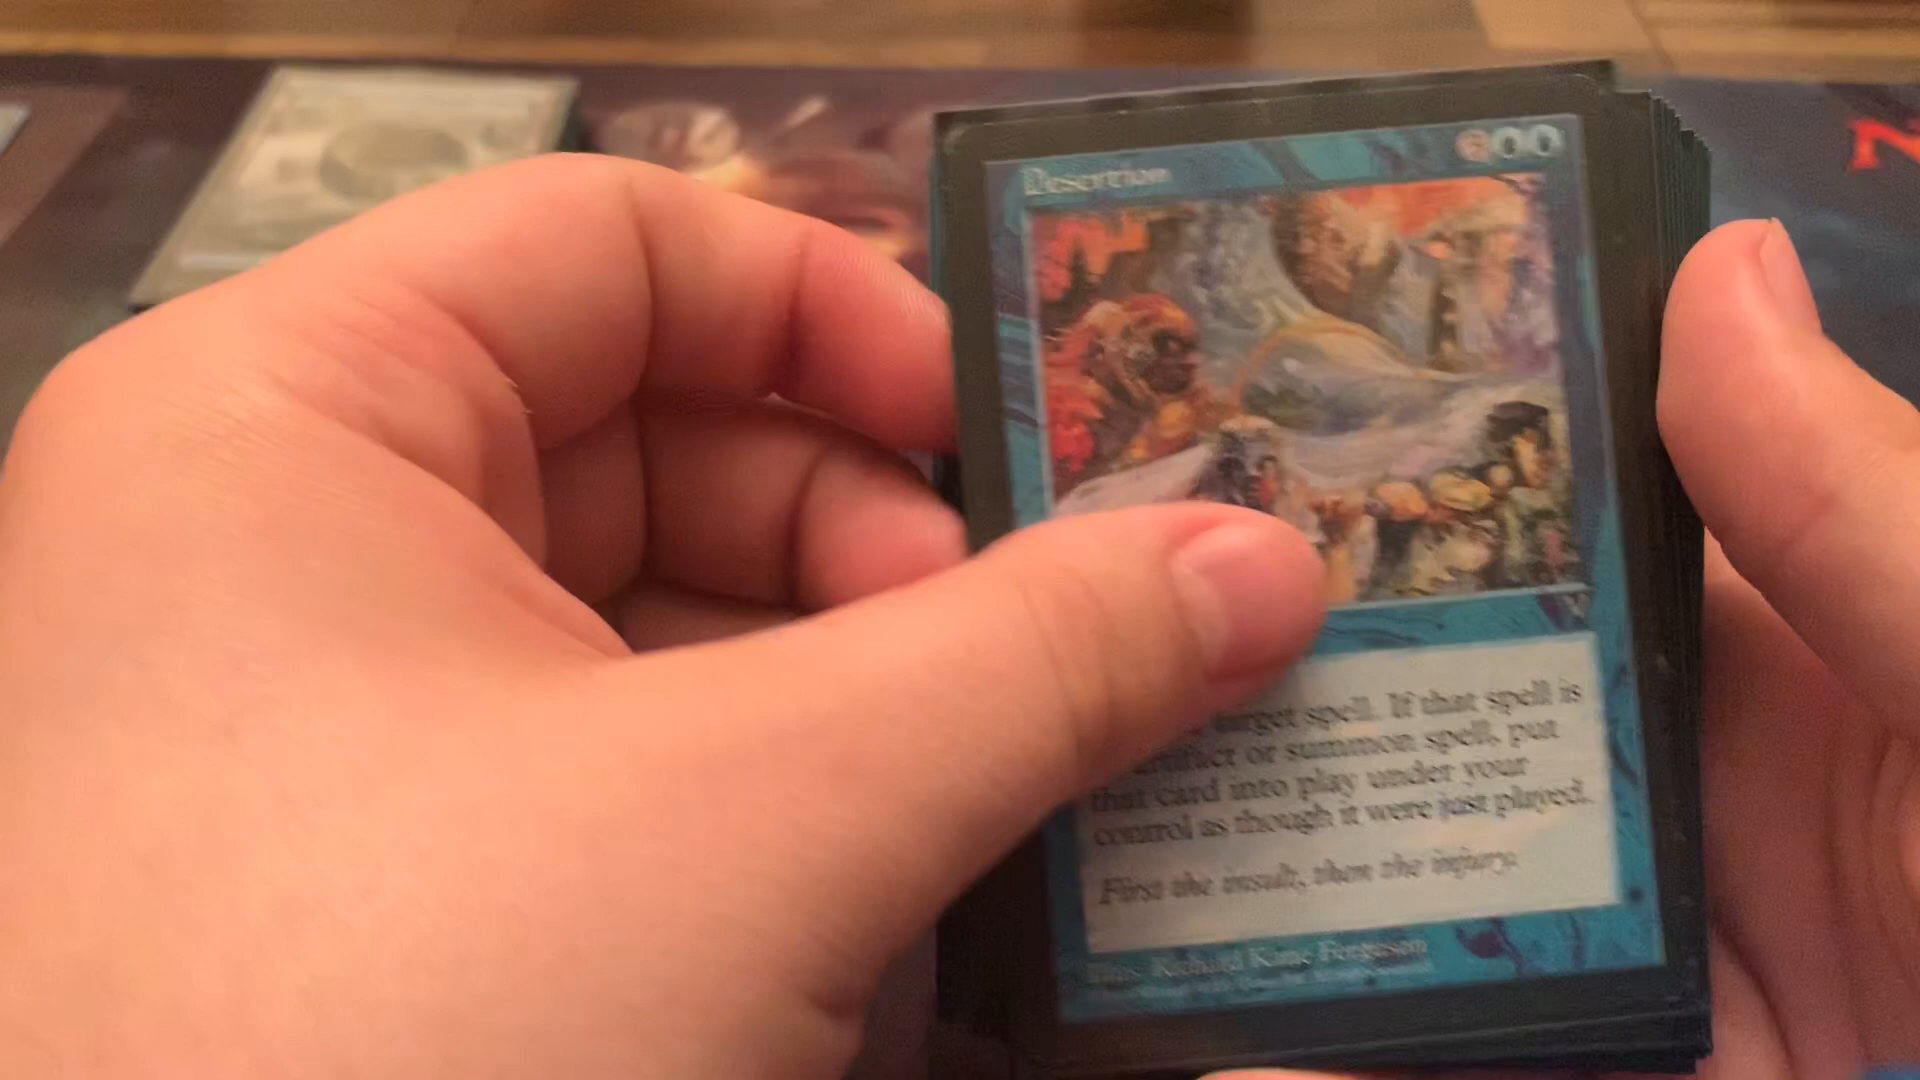 Desertion
target spell. If that spell is
artifact or summon spell, put
that card into play under your
control as though it were just played.
First the insult, then the injury.
Illus. Richard Kane Ferguson
N